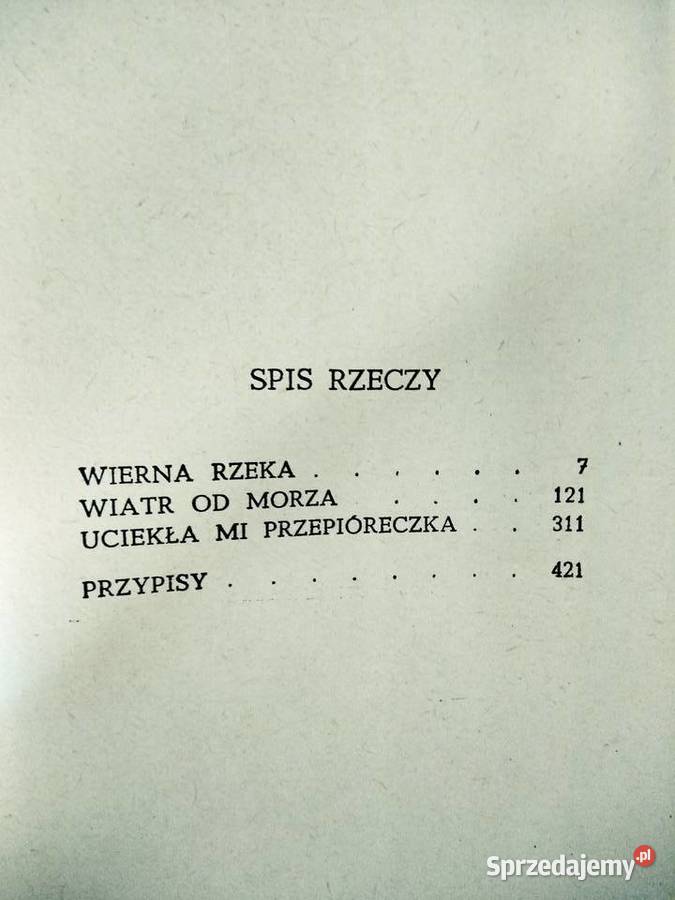 SPIS RZECZY
WIERNA RZEKA . . . . . . 7
WIATR OD MORZA . . . . 121
UCIEKŁA MI PRZEPIÓRECZKA . . 311
PRZYPISY . . . . . . . . 421
Sprzedajemy.pl